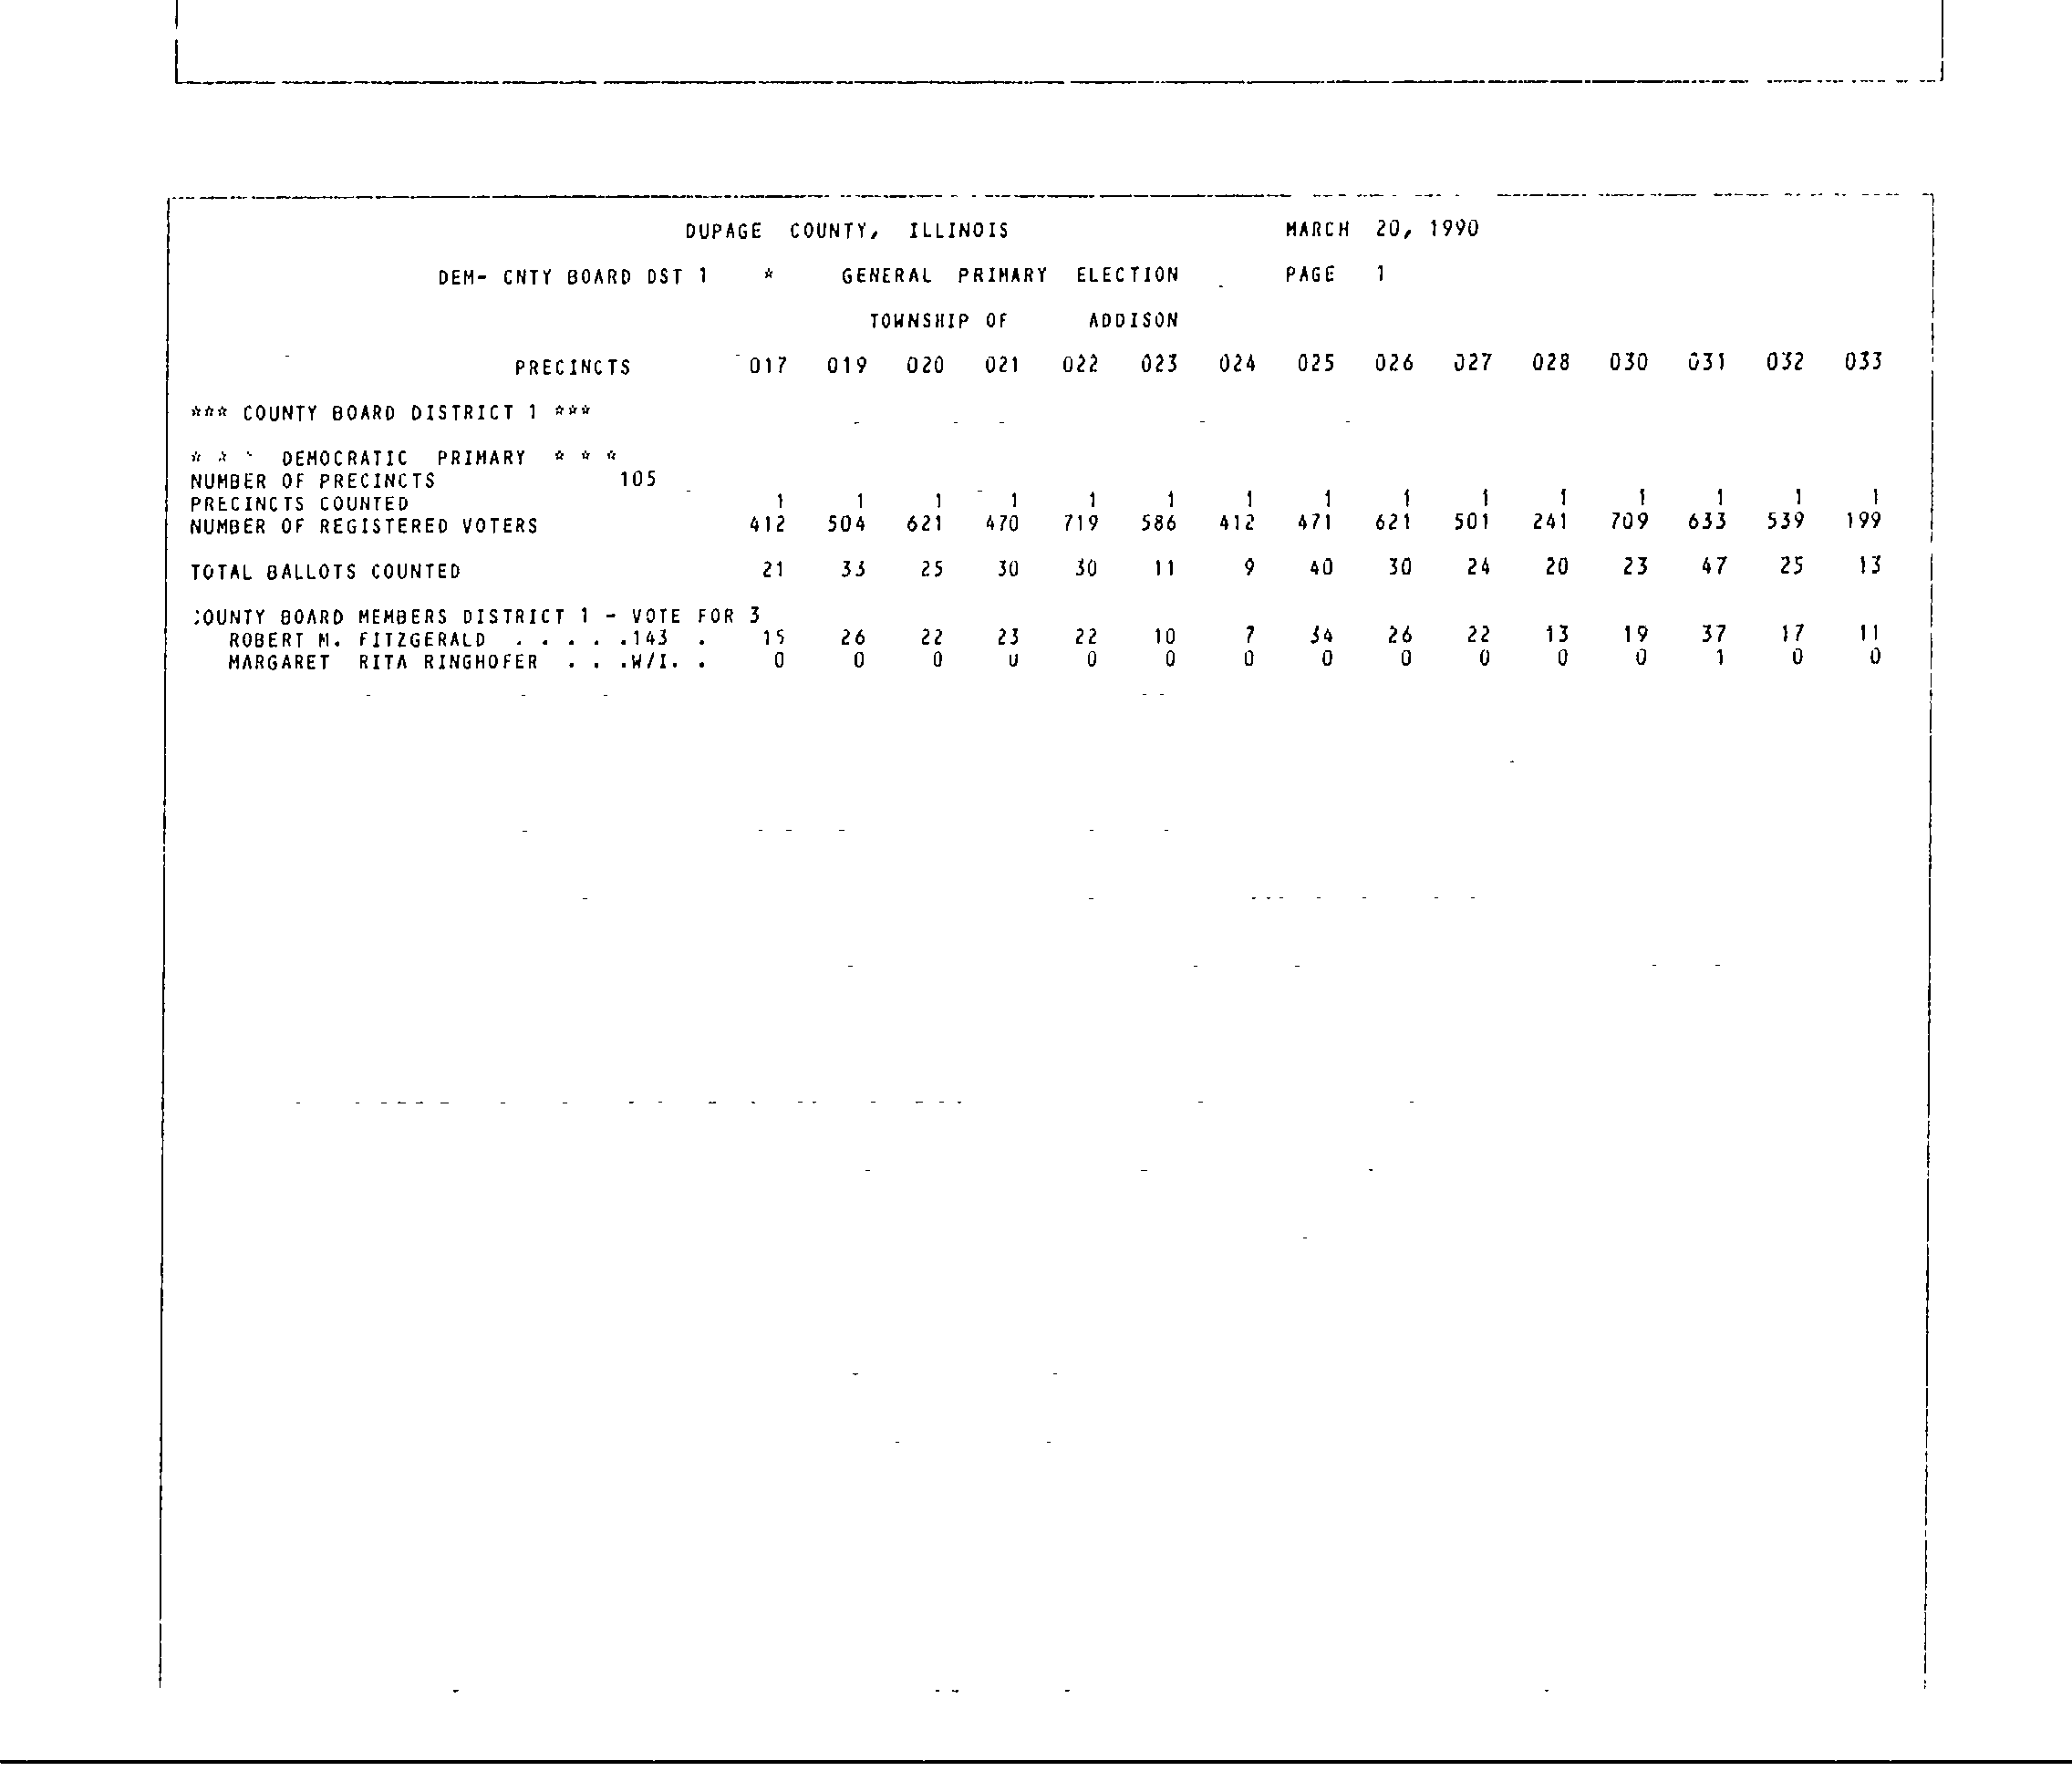 DUPAGE COUNTY, ILLINOIS MARCH 20, 1990
DEM- CNTY BOARD DST 1 * GENERAL PRIMARY ELECTION PAGE 1
TOWNSHIP OF ADDISON
PRECINCTS 017 019 020 021 022 023 024 025 026 027 028 030 031 032 033
*** COUNTY BOARD DISTRICT 1 ***
* * * DEMOCRATIC PRIMARY * * *
NUMBER OF PRECINCTS 105
PRECINCTS COUNTED 1 1 1 1 1 1 1 1 1 1 1 1 1 1 1
NUMBER OF REGISTERED VOTERS 412 504 621 470 719 586 412 471 621 501 241 709 633 539 199
TOTAL BALLOTS COUNTED 21 33 25 30 30 11 9 40 30 24 20 23 47 25 13
COUNTY BOARD MEMBERS DISTRICT 1 - VOTE FOR 3
ROBERT M. FITZGERALD . . . . .143 . 15 26 22 23 22 10 7 34 26 22 13 19 37 17 11
MARGARET RITA RINGHOFER . . .W/I. . 0 0 0 0 0 0 0 0 0 0 0 0 1 0 0